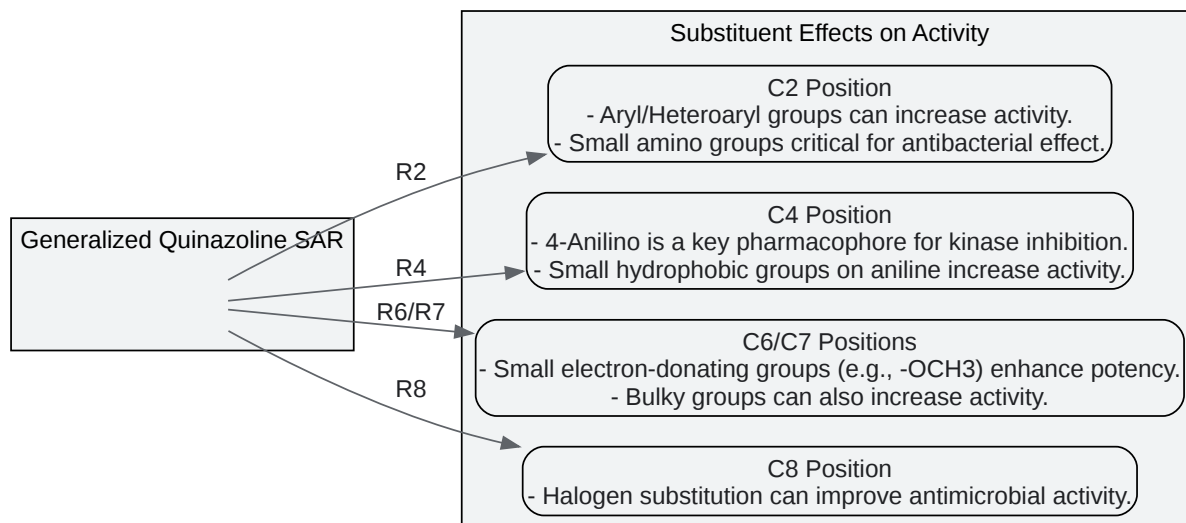 Substituent Effects on Activity
C2 Position
- Aryl/Heteroaryl groups can increase activity.
- Small amino groups critical for antibacterial effect.
R2
Generalized Quinazoline SAR
C4 Position
- 4-Anilino is a key pharmacophore for kinase inhibition.
- Small hydrophobic groups on aniline increase activity.
R4
R6/R7
C6/C7 Positions
- Small electron-donating groups (e.g., -OCH3) enhance potency.
- Bulky groups can also increase activity.
R8
C8 Position
- Halogen substitution can improve antimicrobial activity.